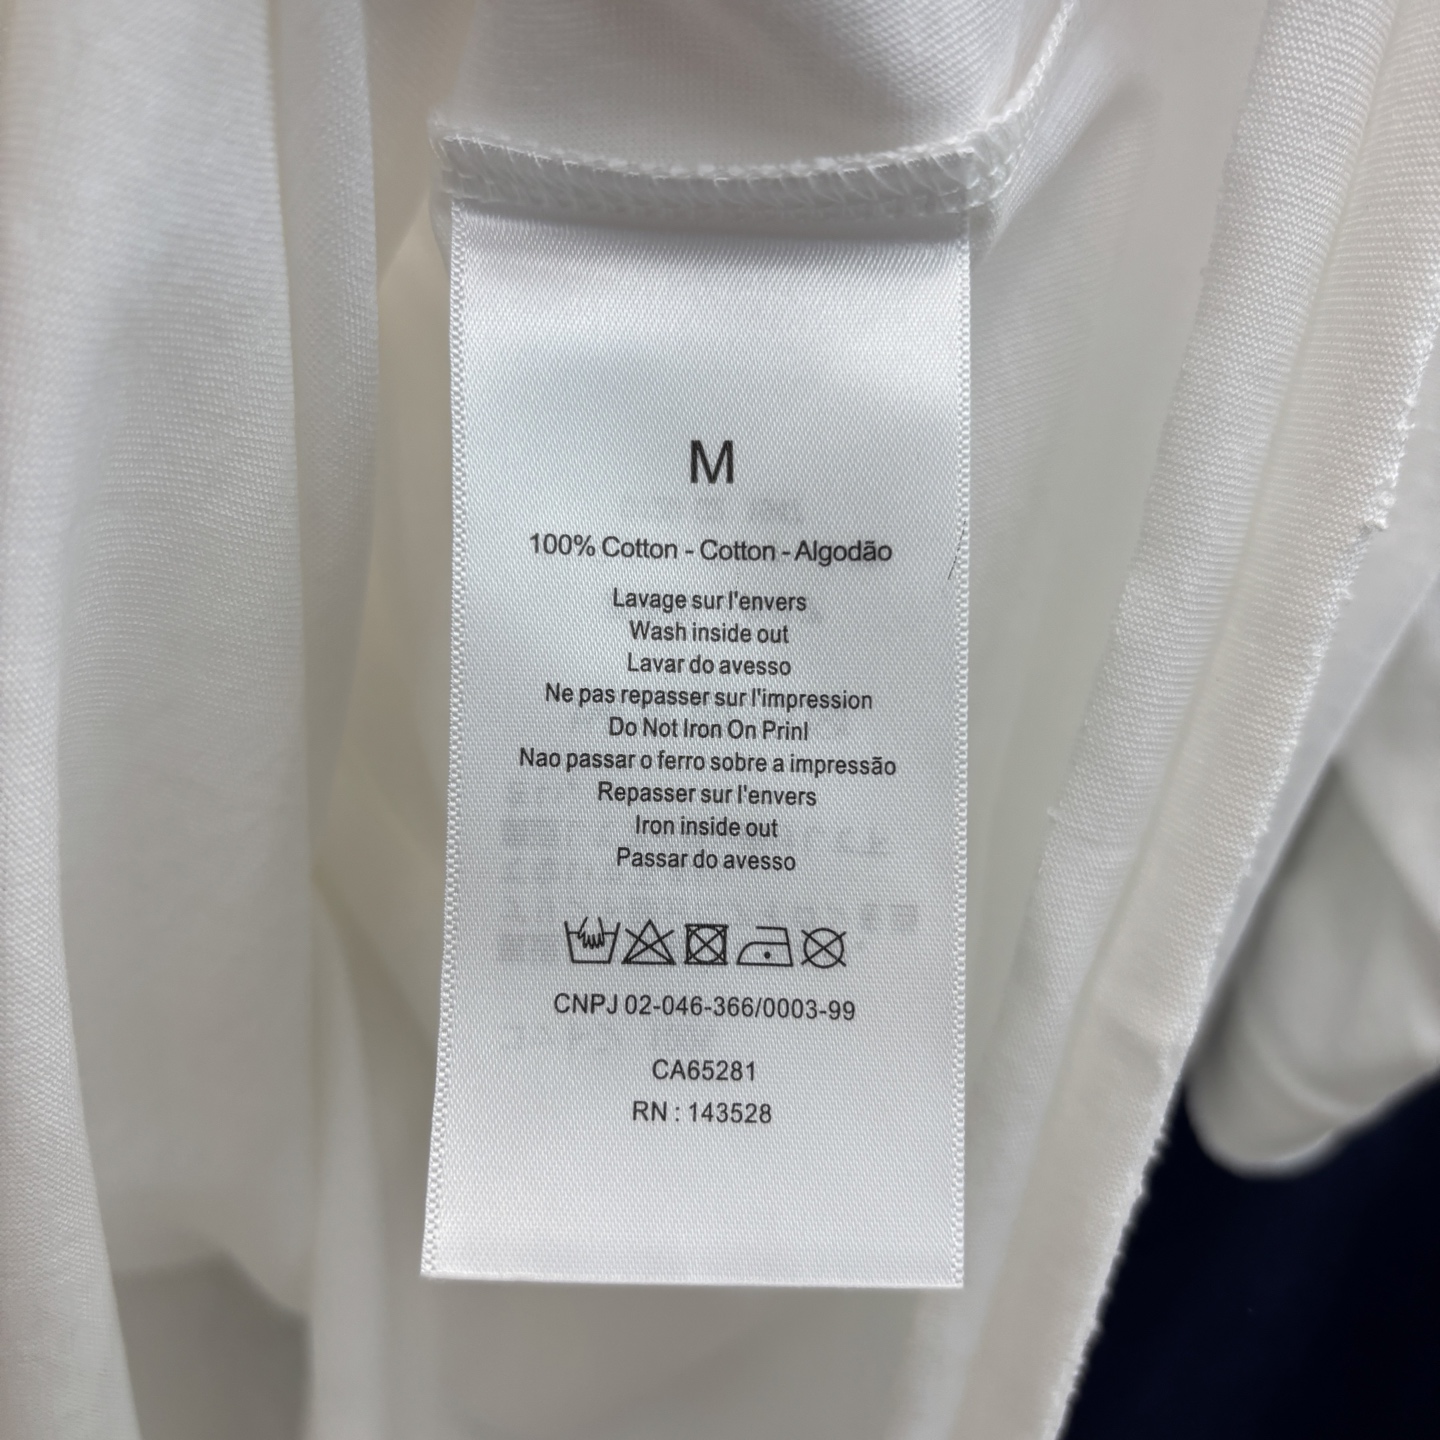 M
100% Cotton - Cotton - Algodão
Lavage sur l'envers
Wash inside out
Lavar do avesso
Ne pas repasser sur l'impression
Do Not Iron On Prinl
Nao passar o ferro sobre a impressão
Repasser sur l'envers
Iron inside out
Passar do avesso
CNPJ 02-046-366/0003-99
CA65281
RN : 143528